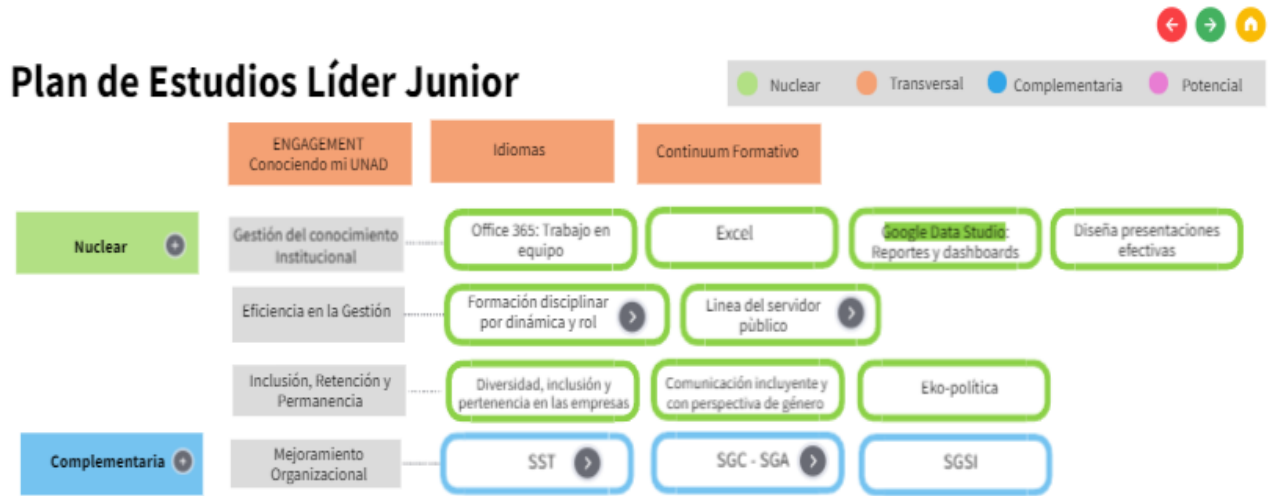 Plan de Estudios Líder Junior
Nuclear
Transversal
Complementaria
Potencial
ENGAGEMENT
Conociendo mi UNAD
Idiomas
Continuum Formativo
Nuclear
Gestión del conocimiento
Institucional
Office 365: Trabajo en
equipo
Excel
Google Data Studio:
Reportes y dashboards
Diseña presentaciones
efectivas
Eficiencia en la Gestión
Formación disciplinar
por dinámica y rol
Linea del servidor
pùblico
Inclusión, Retención y
Permanencia
Diversidad, inclusión y
pertenencia en las empresas
Comunicación incluyente y
con perspectiva de género
Eko-política
Complementaria
Mejoramiento
Organizacional
SST
SGC - SGA
SGSI